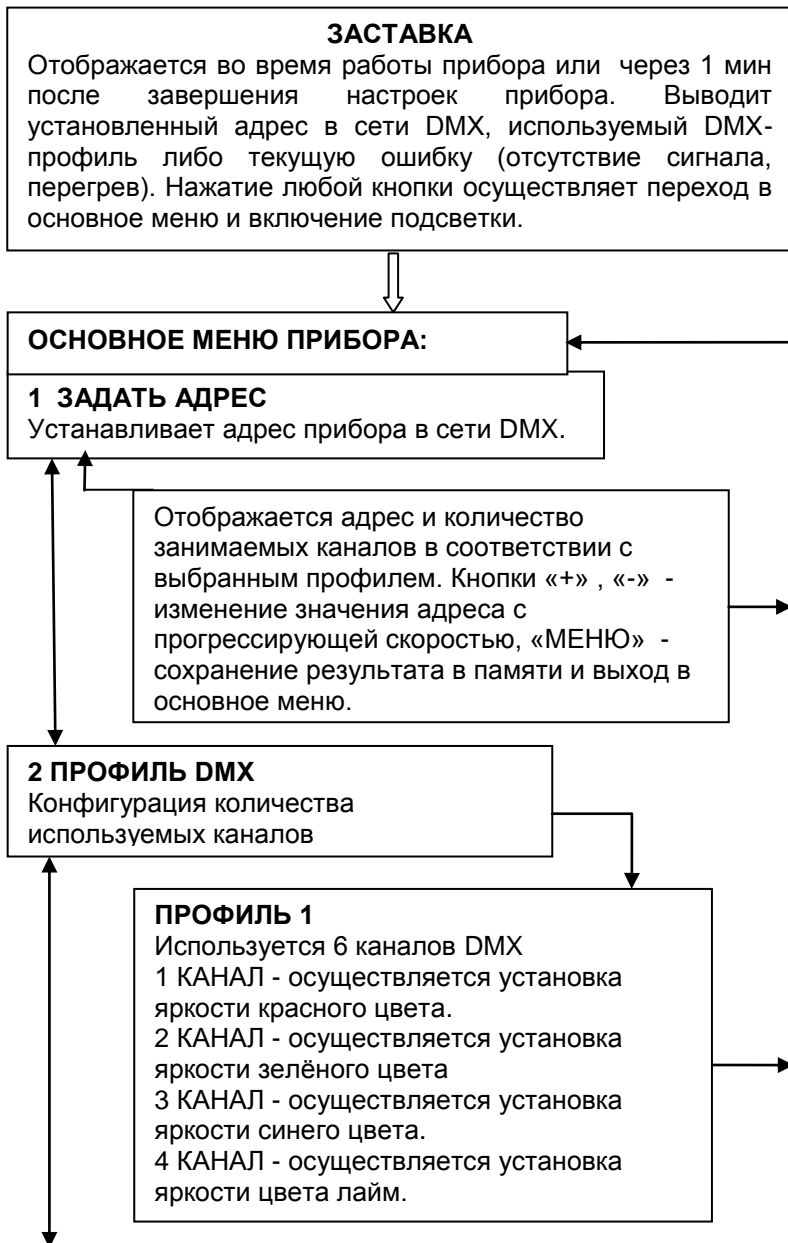 ЗАСТАВКА
Отображается во время работы прибора или через 1 мин
после завершения настроек прибора. Выводит
установленный адрес в сети DMX, используемый DMX-
профиль либо текущую ошибку (отсутствие сигнала,
перегрев). Нажатие любой кнопки осуществляет переход в
основное меню и включение подсветки.
ОСНОВНОЕ МЕНЮ ПРИБОРА:
1 ЗАДАТЬ АДРЕС
Устанавливает адрес прибора в сети DMX.
Отображается адрес и количество
занимаемых каналов в соответствии с
выбранным профилем. Кнопки «+» , «-» -
изменение значения адреса с
прогрессирующей скоростью, «МЕНЮ» -
сохранение результата в памяти и выход в
основное меню.
2 ПРОФИЛЬ DMX
Конфигурация количества
используемых каналов
ПРОФИЛЬ 1
Используется 6 каналов DMX
1 КАНАЛ - осуществляется установка
яркости красного цвета.
2 КАНАЛ - осуществляется установка
яркости зелёного цвета
3 КАНАЛ - осуществляется установка
яркости синего цвета.
4 КАНАЛ - осуществляется установка
яркости цвета лайм.